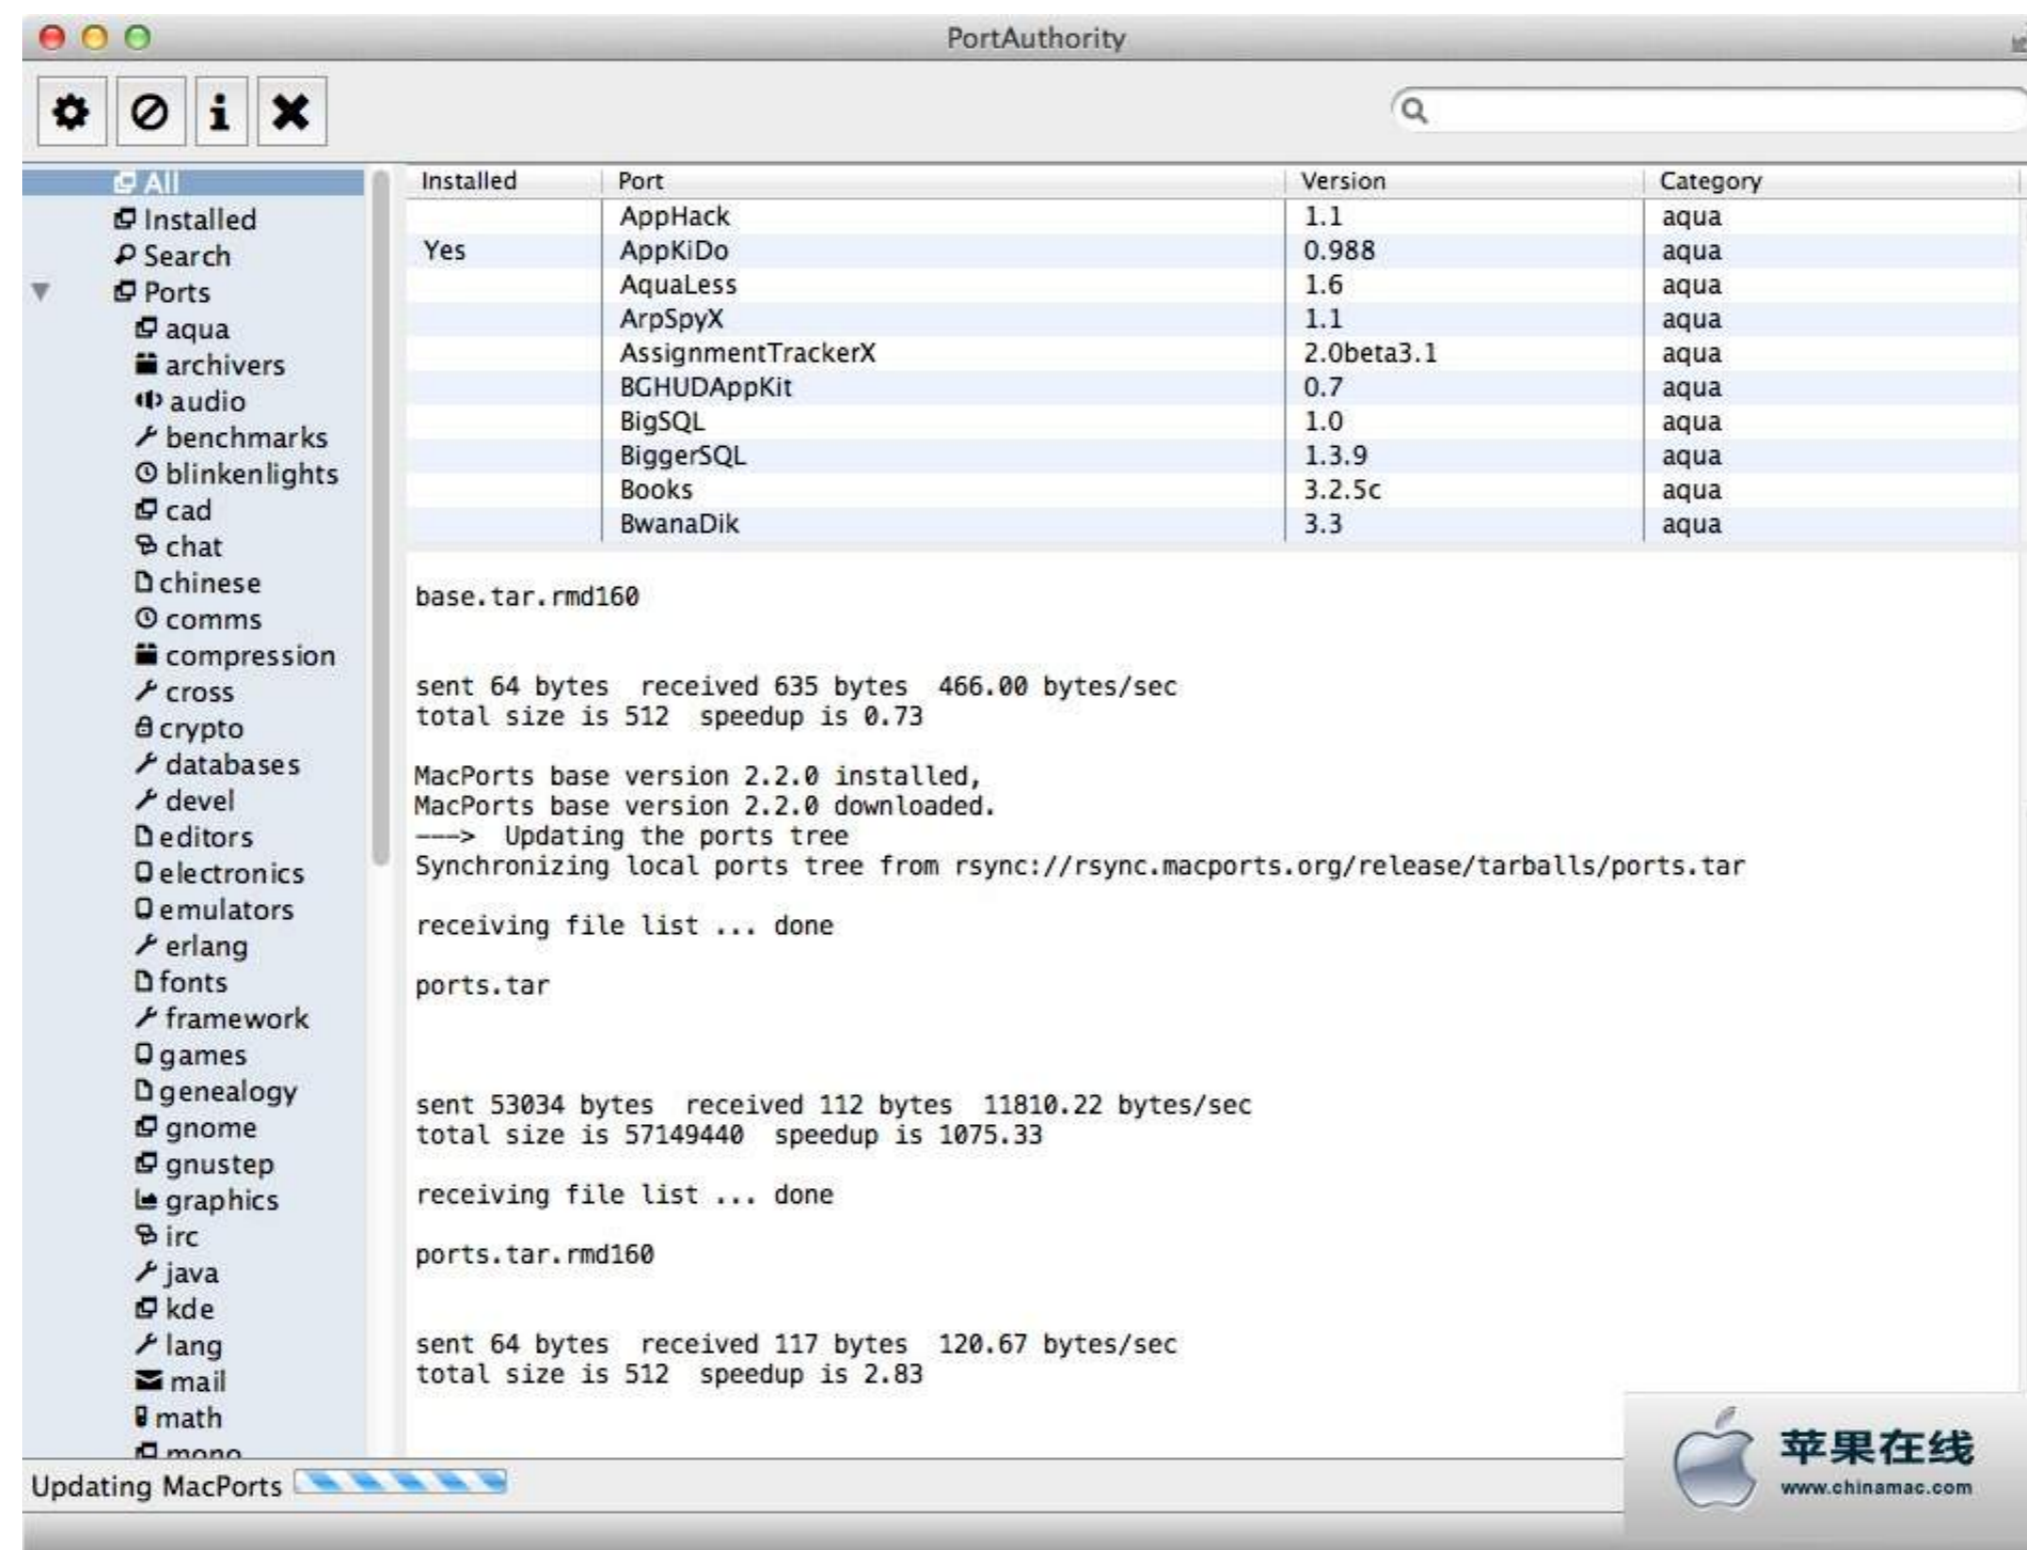 PortAuthority
All
Installed
Search
Ports
aqua
archivers
audio
benchmarks
blinkenlights
cad
chat
chinese
comms
compression
cross
crypto
databases
devel
editors
electronics
emulators
erlang
fonts
framework
games
genealogy
gnome
gnustep
graphics
irc
java
kde
lang
mail
math
mono
Installed Port Version Category
AppHack 1.1 aqua
Yes AppKiDo 0.988 aqua
AquaLess 1.6 aqua
ArpSpyX 1.1 aqua
AssignmentTrackerX 2.0beta3.1 aqua
BGHUDAppKit 0.7 aqua
BigSQL 1.0 aqua
BiggerSQL 1.3.9 aqua
Books 3.2.5c aqua
BwanaDik 3.3 aqua
base.tar.rmd160
sent 64 bytes  received 635 bytes  466.00 bytes/sec
total size is 512  speedup is 0.73
MacPorts base version 2.2.0 installed,
MacPorts base version 2.2.0 downloaded.
--->  Updating the ports tree
Synchronizing local ports tree from rsync://rsync.macports.org/release/tarballs/ports.tar
receiving file list ... done
ports.tar
sent 53034 bytes  received 112 bytes  11810.22 bytes/sec
total size is 57149440  speedup is 1075.33
receiving file list ... done
ports.tar.rmd160
sent 64 bytes  received 117 bytes  120.67 bytes/sec
total size is 512  speedup is 2.83
Updating MacPorts
苹果在线
www.chinamac.com